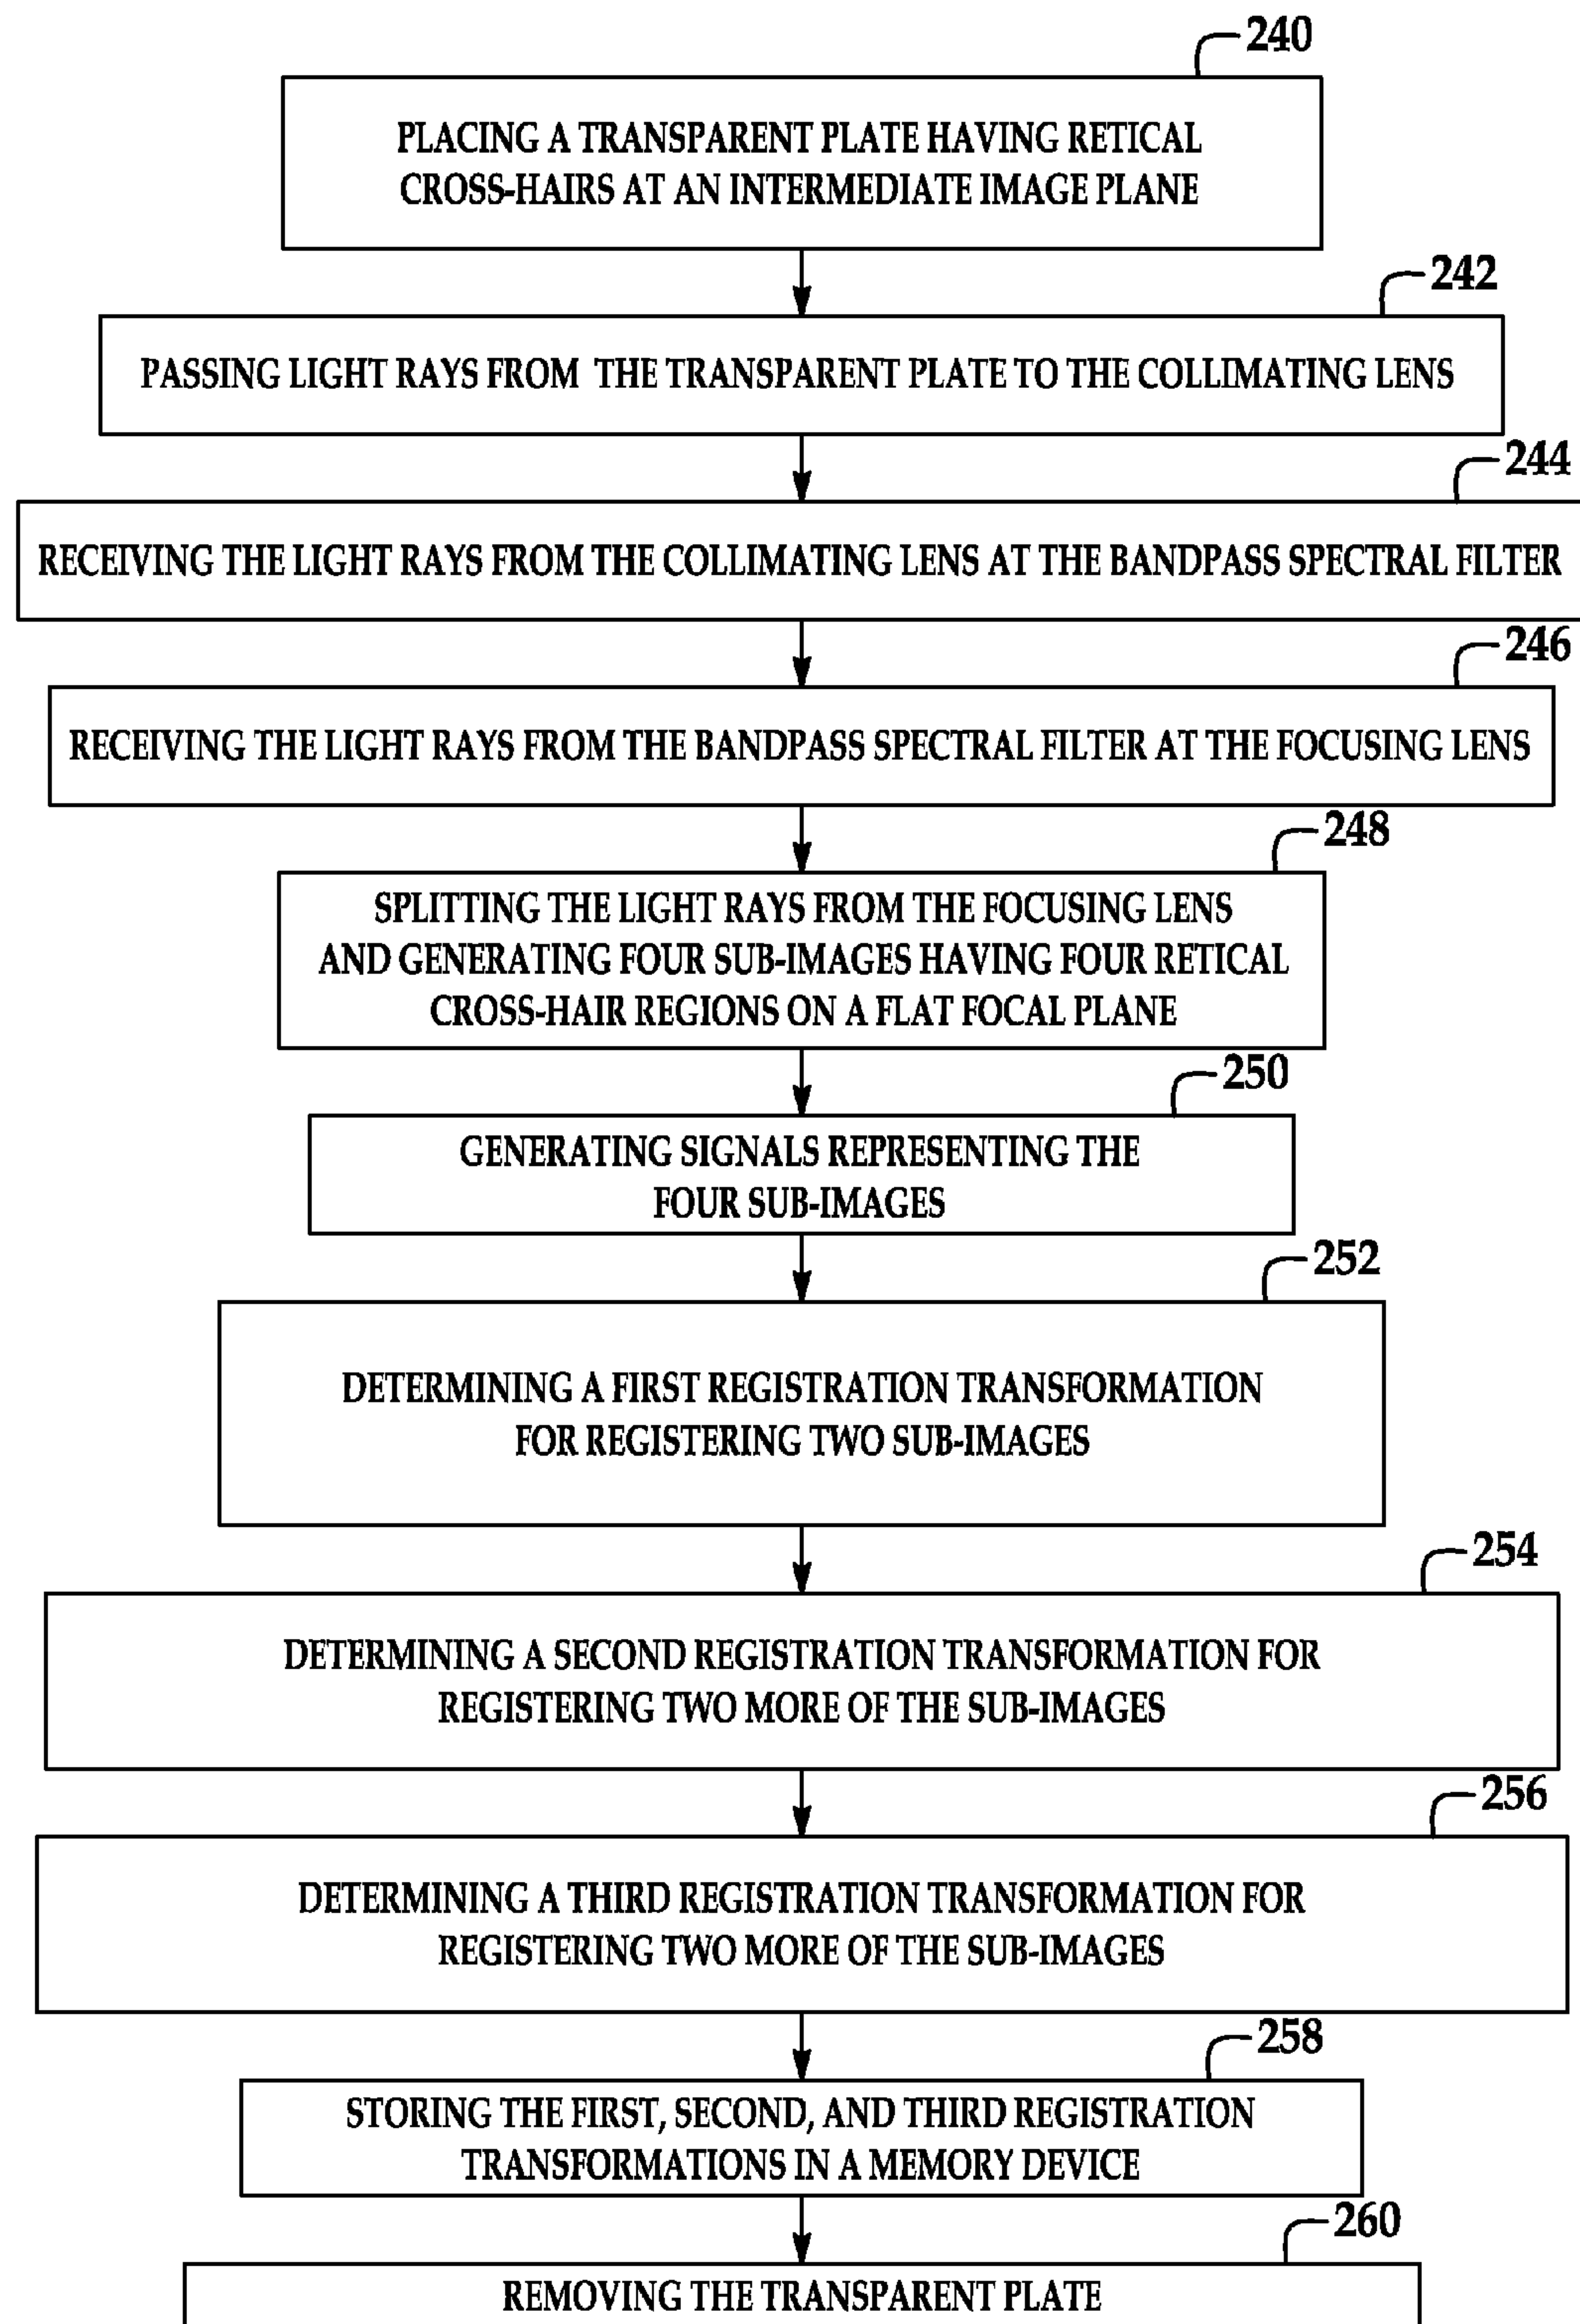 240
PLACING A TRANSPARENT PLATE HAVING RETICAL
CROSS-HAIRS AT AN INTERMEDIATE IMAGE PLANE
242
PASSING LIGHT RAYS FROM THE TRANSPARENT PLATE TO THE COLLIMATING LENS
244
RECEIVING THE LIGHT RAYS FROM THE COLLIMATING LENS AT THE BANDPASS SPECTRAL FILTER
246
RECEIVING THE LIGHT RAYS FROM THE BANDPASS SPECTRAL FILTER AT THE FOCUSING LENS
248
SPLITTING THE LIGHT RAYS FROM THE FOCUSING LENS
AND GENERATING FOUR SUB-IMAGES HAVING FOUR RETICAL
CROSS-HAIR REGIONS ON A FLAT FOCAL PLANE
250
GENERATING SIGNALS REPRESENTING THE
FOUR SUB-IMAGES
252
DETERMINING A FIRST REGISTRATION TRANSFORMATION
FOR REGISTERING TWO SUB-IMAGES
254
DETERMINING A SECOND REGISTRATION TRANSFORMATION FOR
REGISTERING TWO MORE OF THE SUB-IMAGES
256
DETERMINING A THIRD REGISTRATION TRANSFORMATION FOR
REGISTERING TWO MORE OF THE SUB-IMAGES
258
STORING THE FIRST, SECOND, AND THIRD REGISTRATION
TRANSFORMATIONS IN A MEMORY DEVICE
260
REMOVING THE TRANSPARENT PLATE